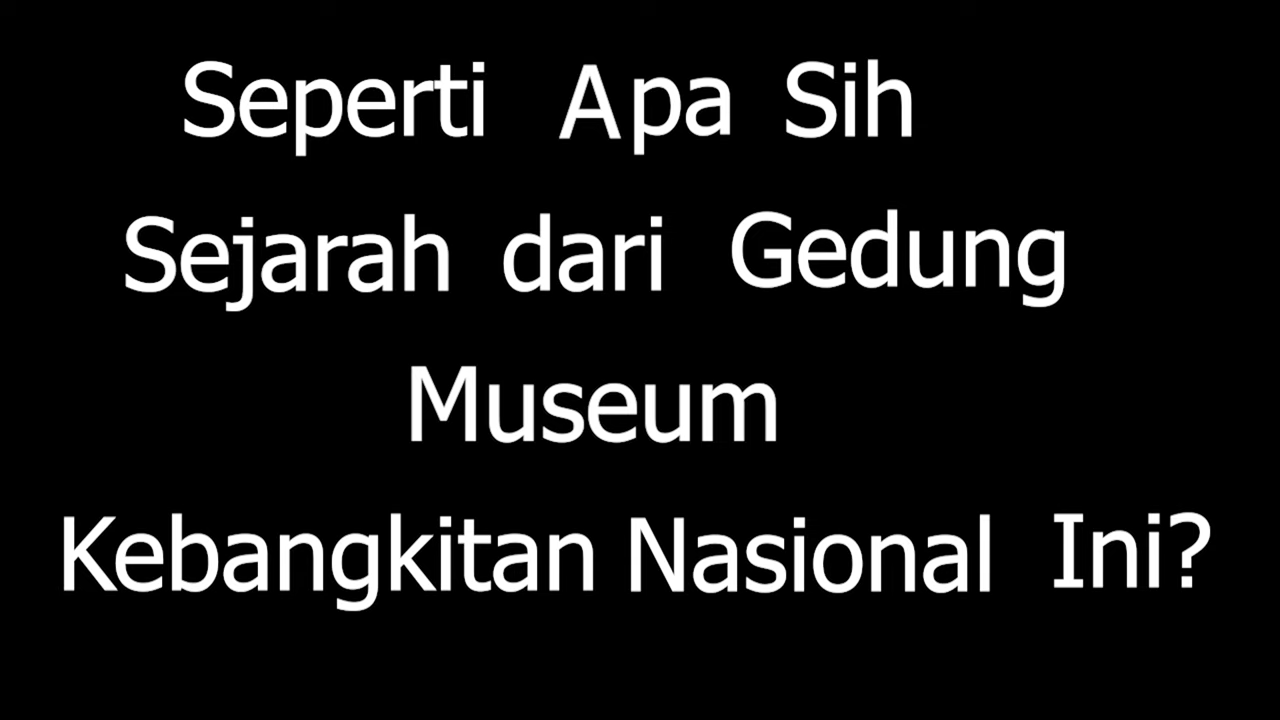 Seperti Apa Sih
Sejarah dari Gedung
Museum
Kebangkitan Nasional Ini?